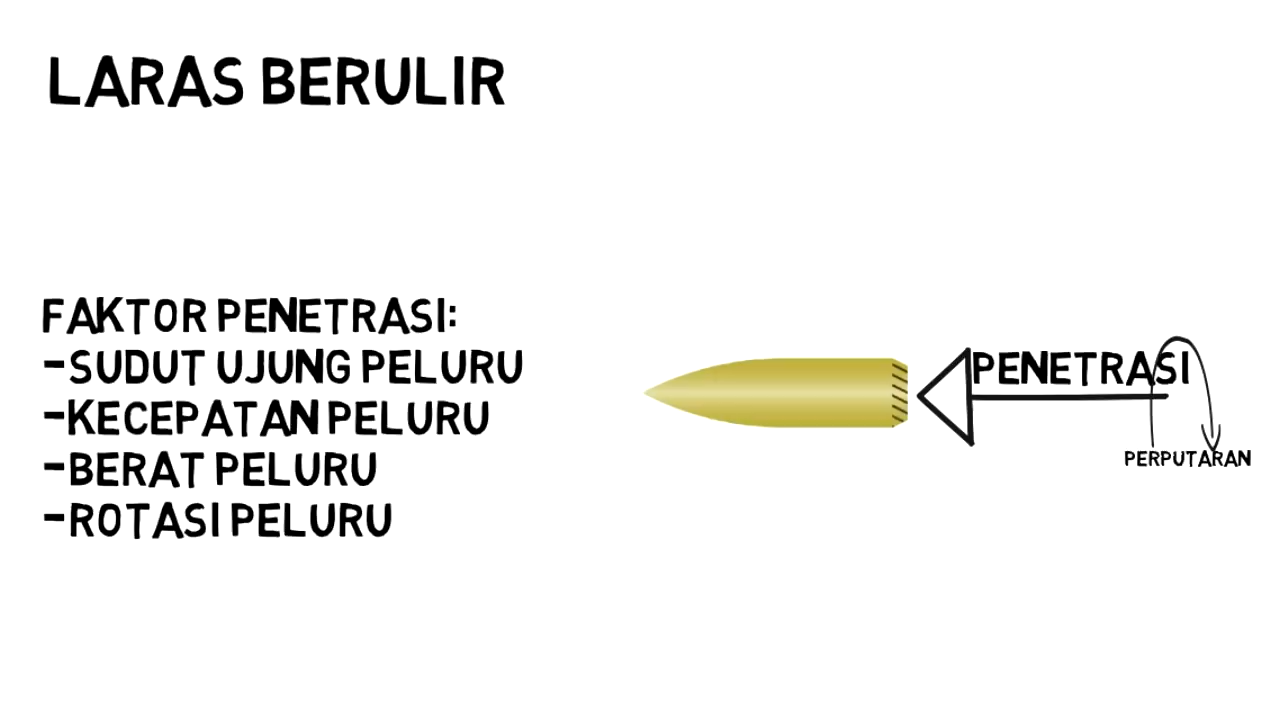 LARAS BERULIR
FAKTOR PENETRASI:
-SUDUT UJUNG PELURU
-KECEPATAN PELURU
-BERAT PELURU
-ROTASI PELURU
PENETRASI
PERPUTARAN